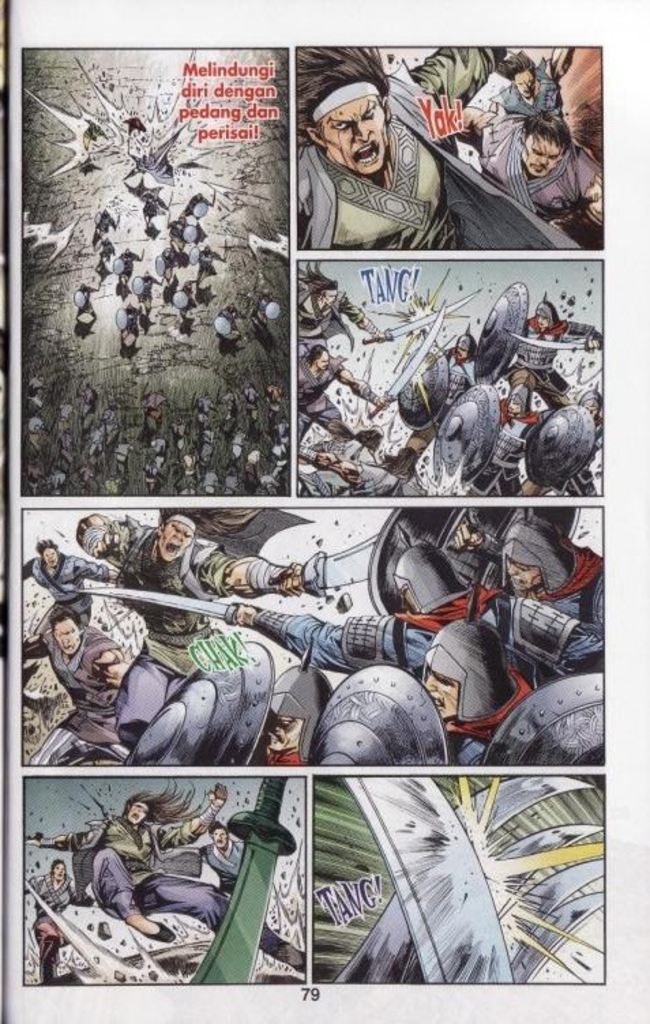 Melindungi
diri dengan
pedang dan
perisai!
Yak!
TANG!
CHAK!
TANG!
79